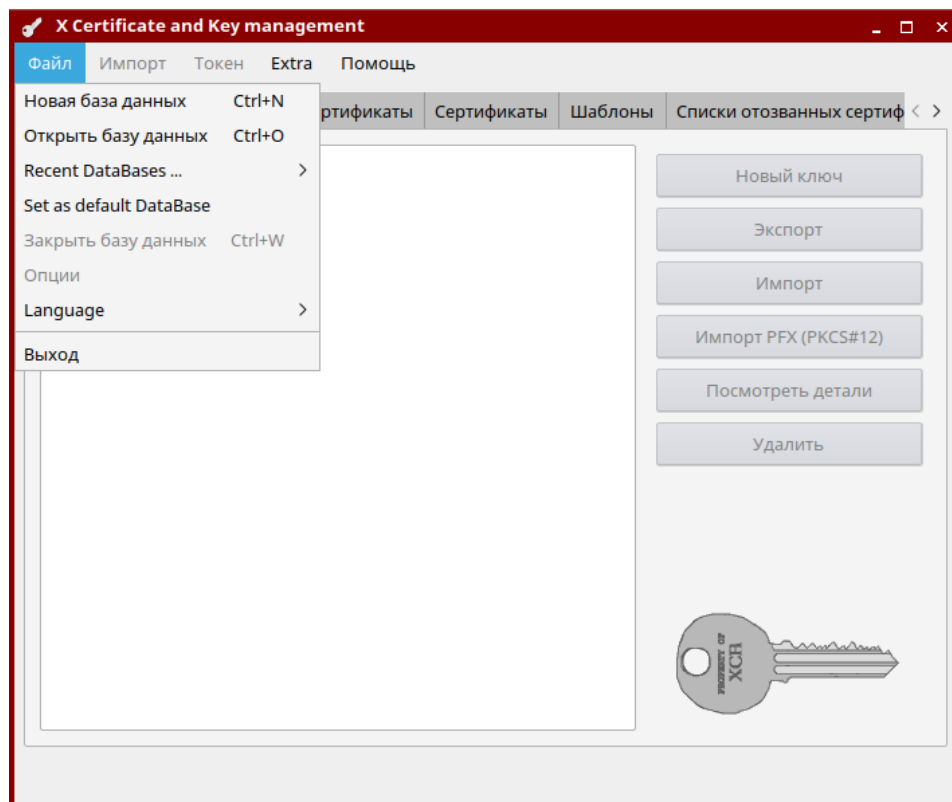 X Certificate and Key management
Файл Импорт Токен Extra Помощь
Новая база данных Ctrl+N
Открыть базу данных Ctrl+O
Recent DataBases ...
Set as default DataBase
Закрыть базу данных Ctrl+W
Опции
Language
Выход
ртификаты Сертификаты Шаблоны Списки отозванных сертиф
Новый ключ
Экспорт
Импорт
Импорт PFX (PKCS#12)
Посмотреть детали
Удалить
PROPERTY OF
XCA